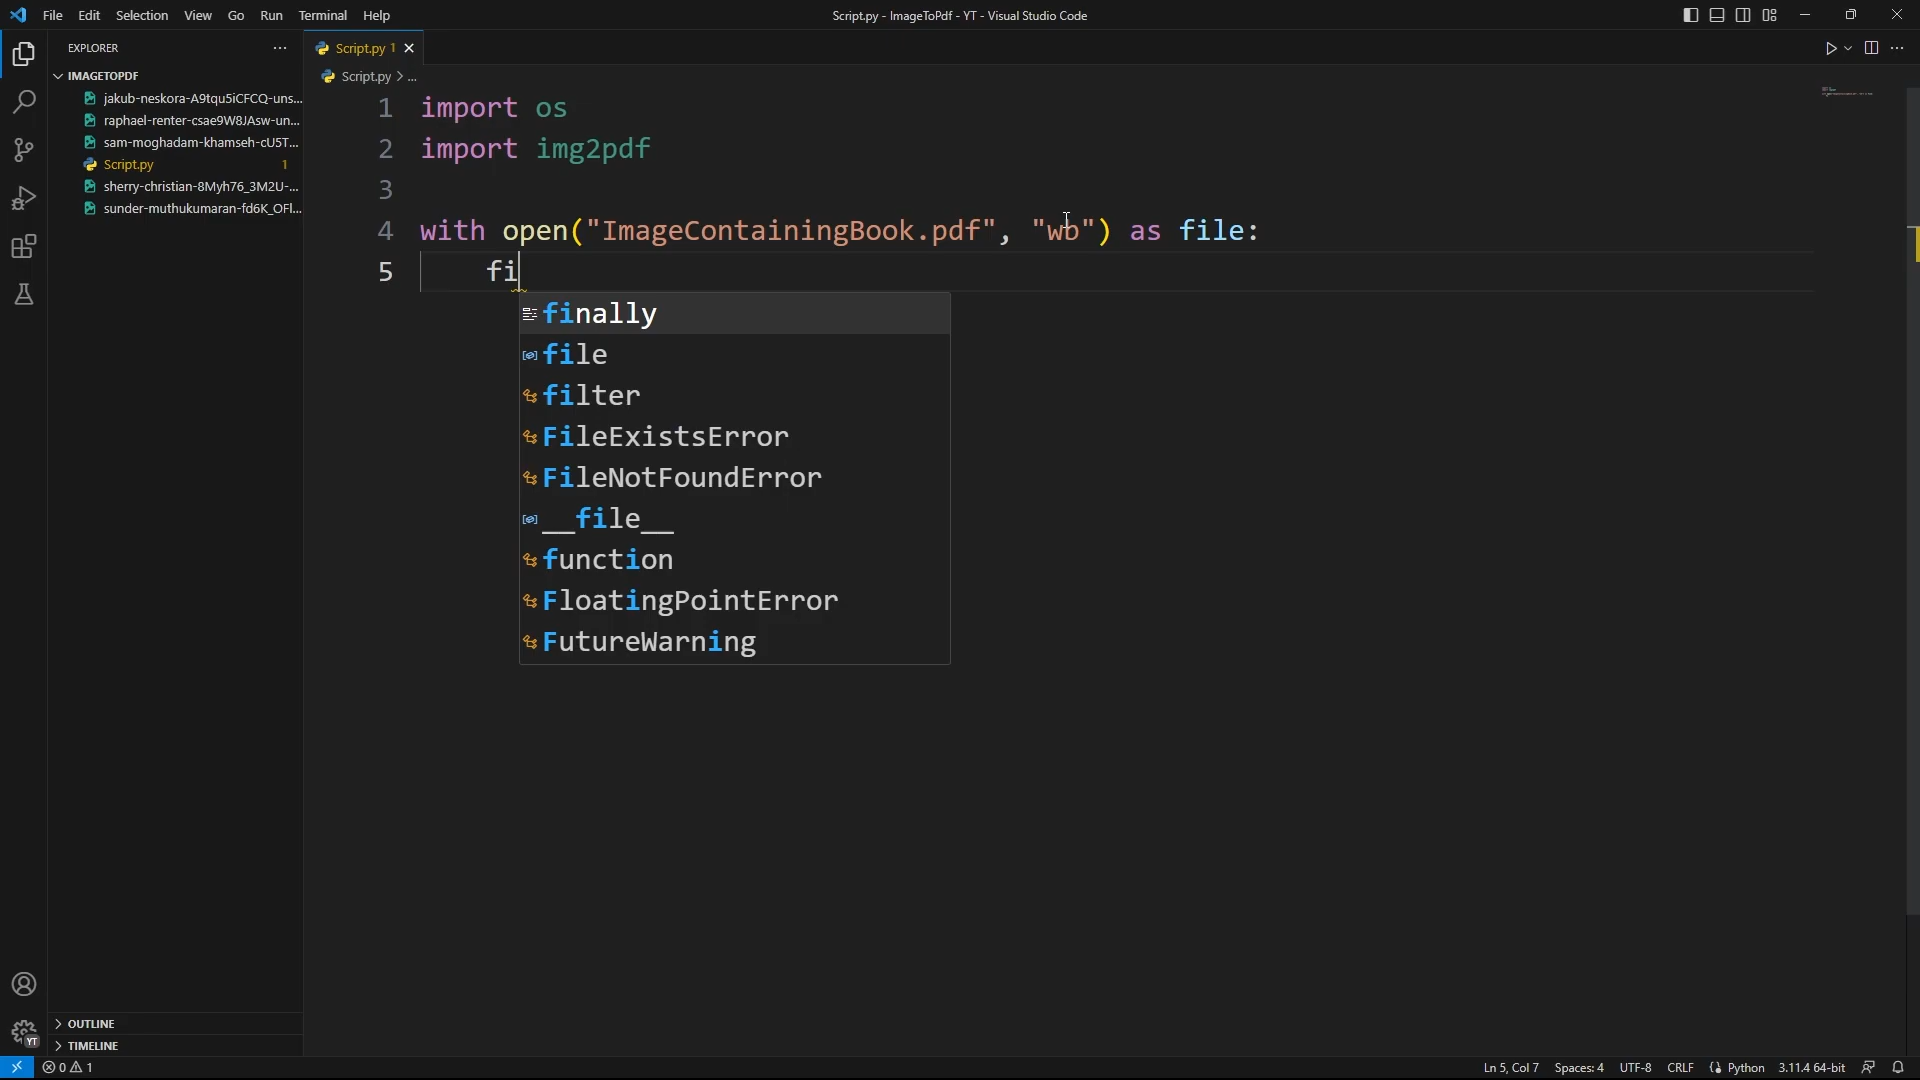 File Edit Selection View Go Run Terminal Help
Script.py - ImageToPdf - YT - Visual Studio Code
EXPLORER
Script.py 1
IMAGETOPDF
Script.py > ...
jakub-neskora-A9tqu5iCFCQ-uns...
raphael-renter-csae9W8JAsw-un...
sam-moghadam-khamseh-cU5T...
Script.py 1
sherry-christian-8Myh76_3M2U-...
sunder-muthukumaran-fd6K_OFl...
1 import os
2 import img2pdf
3
4 with open("ImageContainingBook.pdf", "wb") as file:
5 fi
finally
file
filter
FileExistsError
FileNotFoundError
__file__
function
FloatingPointError
FutureWarning
OUTLINE
TIMELINE
YT
0 1
Ln 5, Col 7 Spaces: 4 UTF-8 CRLF Python 3.11.4 64-bit